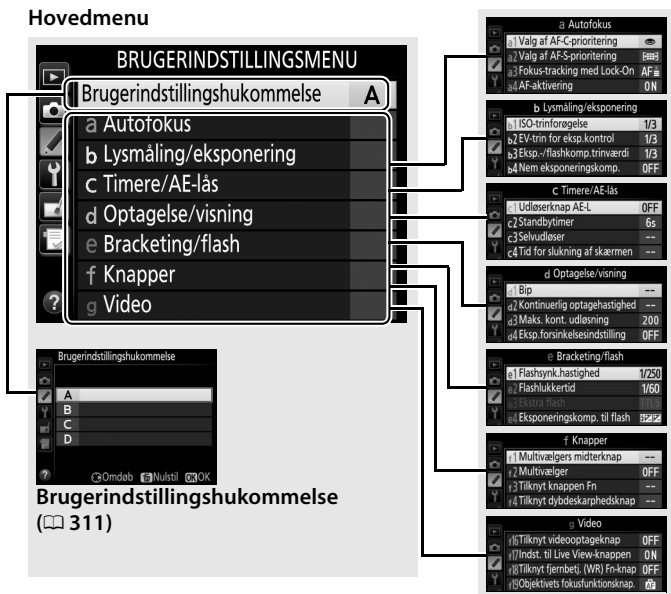 Hovedmenu
BRUGERINDSTILLINGSMENU
Brugerindstillingshukommelse A
a Autofokus
b Lysmåling/eksponering
c Timere/AE-lås
d Optagelse/visning
e Bracketing/flash
f Knapper
g Video
?
Brugerindstillingshukommelse
A
B
C
D
? Omdøb Nulstil OK OK
Brugerindstillingshukommelse
(311)
a Autofokus
a1 Valg af AF-C-prioritering
a2 Valg af AF-S-prioritering
a3 Fokus-tracking med Lock-On AF
a4 AF-aktivering ON
b Lysmåling/eksponering
b1 ISO-trinforøgelse 1/3
b2 EV-trin for eksp.kontrol 1/3
b3 Eksp.-/flashkomp.trinværdi 1/3
b4 Nem eksponeringskomp. OFF
c Timere/AE-lås
c1 Udløserknap AE-L OFF
c2 Standbytimer 6s
c3 Selvudløser --
c4 Tid for slukning af skærmen --
d Optagelse/visning
d1 Bip --
d2 Kontinuerlig optagehastighed --
d3 Maks. kont. udløsning 200
d4 Eksp.forsinkelsesindstilling OFF
e Bracketing/flash
e1 Flashsynk.hastighed 1/250
e2 Flashlukkertid 1/60
e3 Ekstra flash TTL
e4 Eksponeringskomp. til flash
f Knapper
f1 Multivælgers midterknap --
f2 Multivælger OFF
f3 Tilknyt knappen Fn --
f4 Tilknyt dybdeskarphedsknap --
g Video
f16 Tilknyt videooptageknap OFF
f17 Indst. til Live View-knappen ON
f18 Tilknyt fjernbetj. (WR) Fn-knap OFF
f19 Objektivets fokusfunktionsknap.